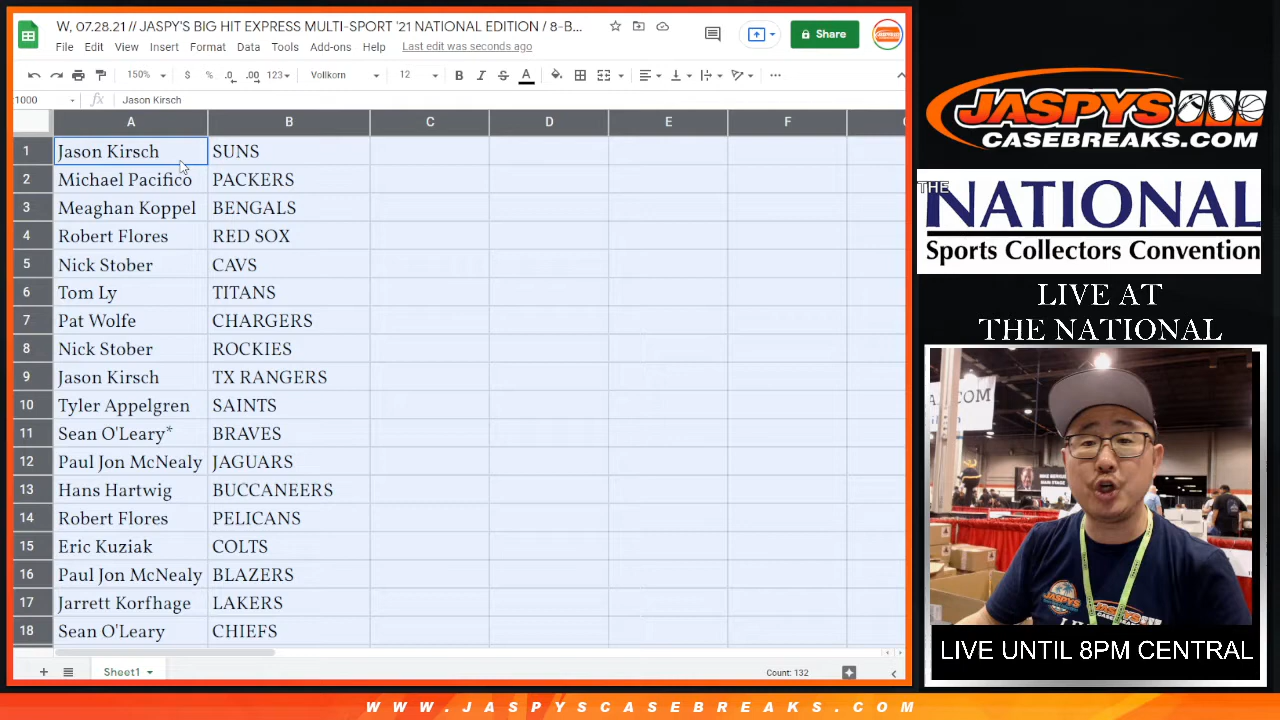 W, 07.28.21 // JASPY'S BIG HIT EXPRESS MULTI-SPORT '21 NATIONAL EDITION / 8-B...
File Edit View Insert Format Data Tools Add-ons Help Last edit was seconds ago
Share
150% $ % .0 .00 123 Vollkorn 12 B I S A
1000 fx Jason Kirsch
A B C D E F
1 Jason Kirsch SUNS
2 Michael Pacifico PACKERS
3 Meaghan Koppel BENGALS
4 Robert Flores RED SOX
5 Nick Stober CAVS
6 Tom Ly TITANS
7 Pat Wolfe CHARGERS
8 Nick Stober ROCKIES
9 Jason Kirsch TX RANGERS
10 Tyler Appelgren SAINTS
11 Sean O'Leary* BRAVES
12 Paul Jon McNealy JAGUARS
13 Hans Hartwig BUCCANEERS
14 Robert Flores PELICANS
15 Eric Kuziak COLTS
16 Paul Jon McNealy BLAZERS
17 Jarrett Korfhage LAKERS
18 Sean O'Leary CHIEFS
Sheet1 Count: 132
JASPYS
CASEBREAKS.COM
THE
NATIONAL
Sports Collectors Convention
LIVE AT
THE NATIONAL
LIVE UNTIL 8PM CENTRAL
WWW.JASPYSCASEBREAKS.COM